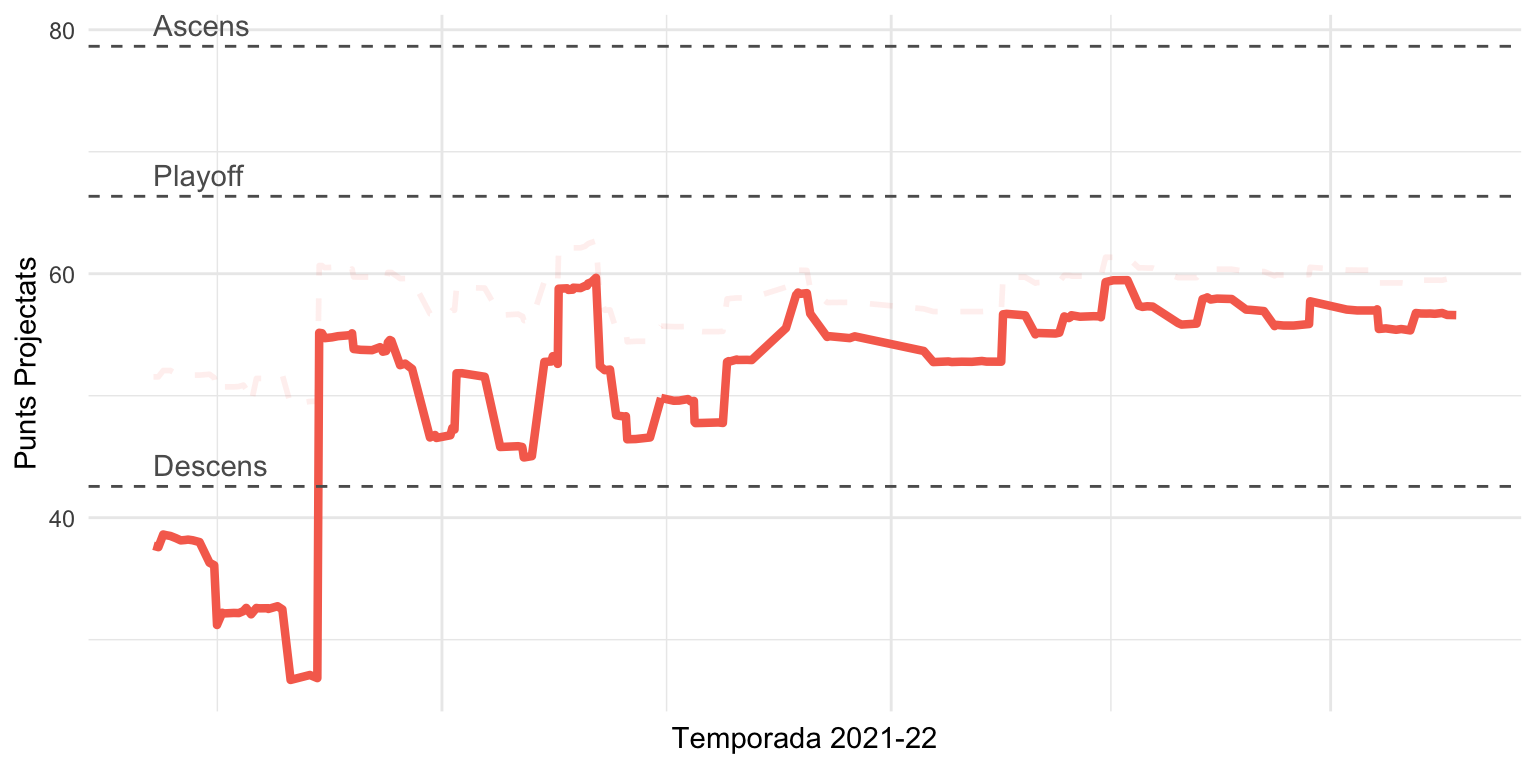 80
Ascens
Playoff
60
Punts Projectats
Descens
40
Temporada 2021-22